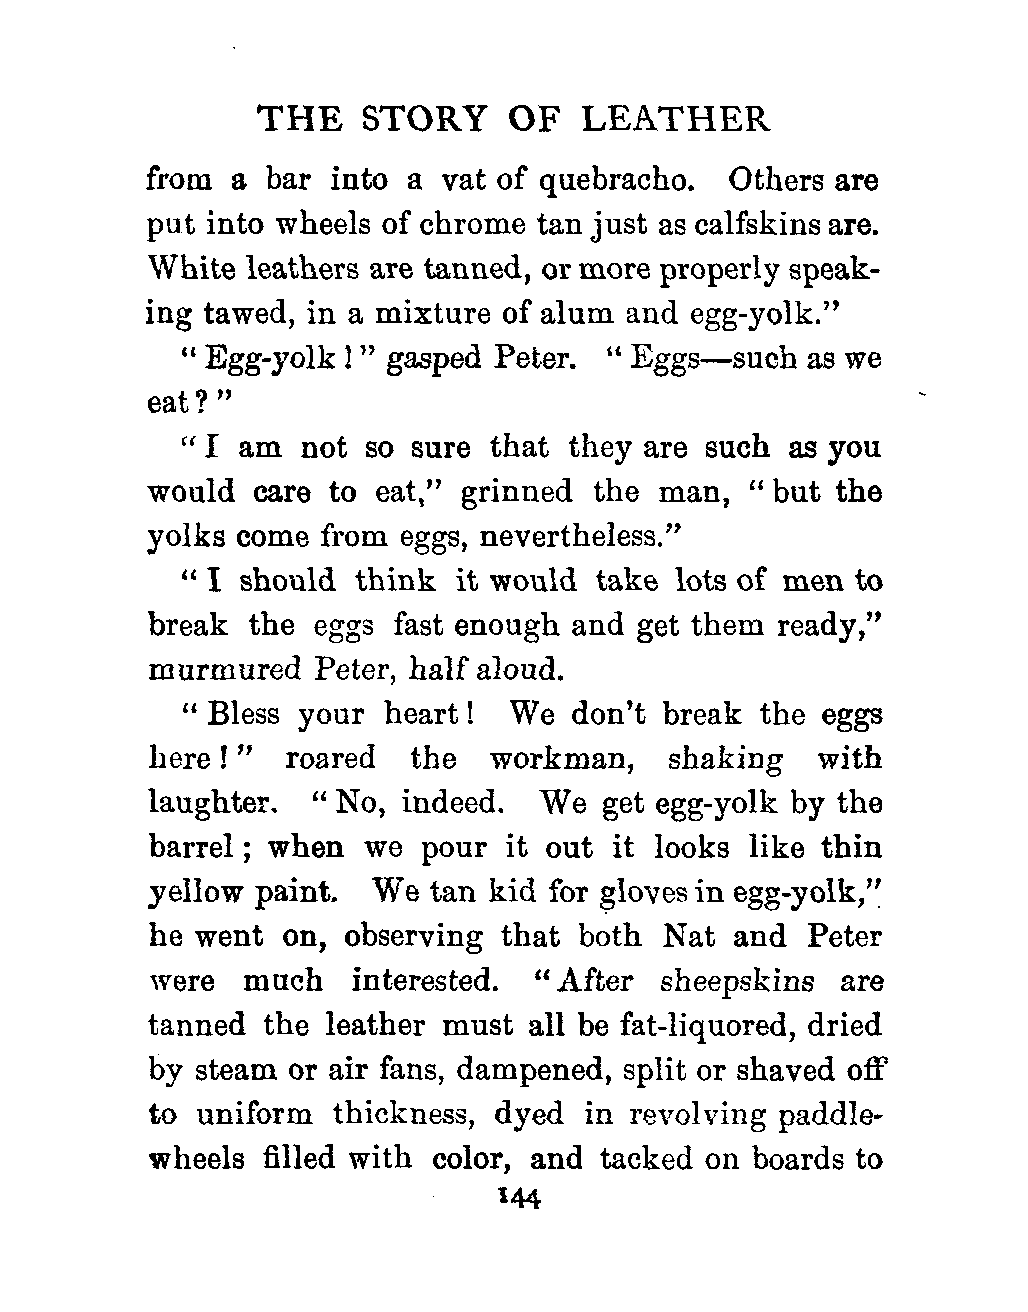 THE STORY OF LEATHER
from a bar into a vat of quebracho. Others are
put into wheels of chrome tan just as calfskins are.
White leathers are tanned, or more properly speak-
ing tawed, in a mixture of alum and egg-yolk."
"Egg-yolk!" gasped Peter. "Eggs—such as we
eat?"
"I am not so sure that they are such as you
would care to eat," grinned the man, "but the
yolks come from eggs, nevertheless."
"I should think it would take lots of men to
break the eggs fast enough and get them ready,"
murmured Peter, half aloud.
"Bless your heart! We don't break the eggs
here!" roared the workman, shaking with
laughter. "No, indeed. We get egg-yolk by the
barrel; when we pour it out it looks like thin
yellow paint. We tan kid for gloves in egg-yolk,"
he went on, observing that both Nat and Peter
were much interested. "After sheepskins are
tanned the leather must all be fat-liquored, dried
by steam or air fans, dampened, split or shaved off
to uniform thickness, dyed in revolving paddle-
wheels filled with color, and tacked on boards to
144